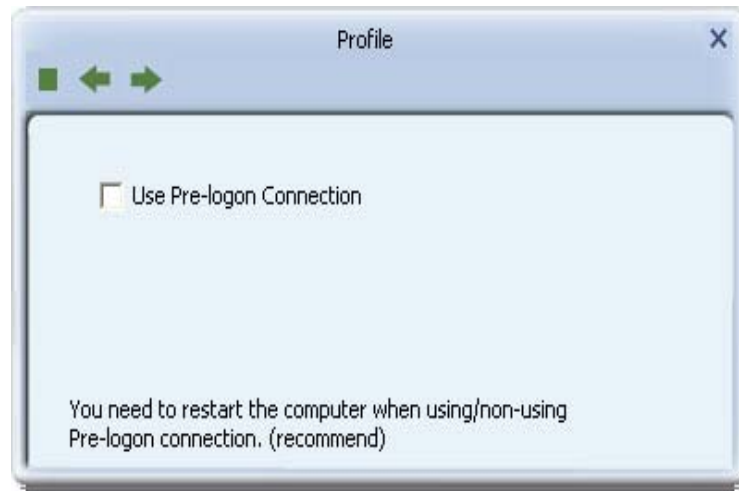 Profile
Use Pre-logon Connection
You need to restart the computer when using/non-using
Pre-logon connection. (recommend)